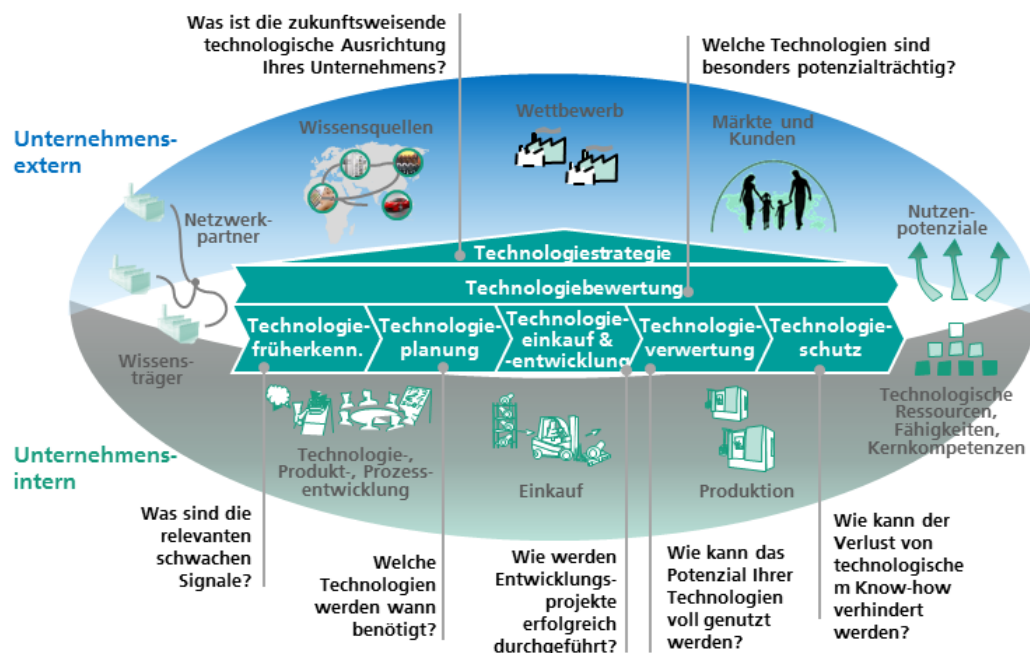 Was ist die zukunftsweisende
technologische Ausrichtung
Ihres Unternehmens?
Welche Technologien sind
besonders potenzialträchtig?
Unternehmens-
extern
Wissensquellen
Wettbewerb
Märkte und
Kunden
Netzwerk-
partner
Nutzen-
potenziale
Technologiestrategie
Technologiebewertung
Technologie-
früherkenn.
Technologie-
planung
Technologie-
einkauf &
-entwicklung
Technologie-
verwertung
Technologie-
schutz
Wissens-
träger
Technologische
Ressourcen,
Fähigkeiten,
Kernkompetenzen
Unternehmens-
intern
Technologie-,
Produkt-, Prozess-
entwicklung
Einkauf
Produktion
Was sind die
relevanten
schwachen
Signale?
Welche
Technologien
werden wann
benötigt?
Wie werden
Entwicklungs-
projekte
erfolgreich
durchgeführt?
Wie kann das
Potenzial Ihrer
Technologien
voll genutzt
werden?
Wie kann der
Verlust von
technologische
m Know-how
verhindert
werden?